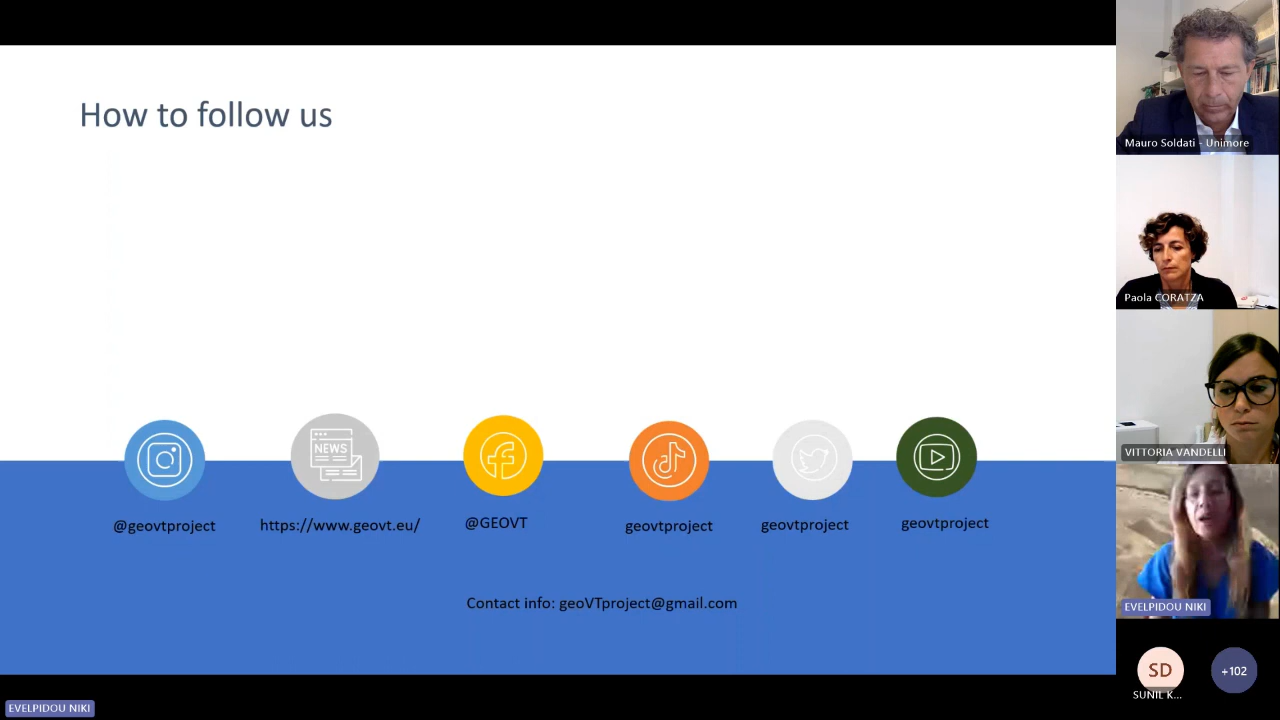 How to follow us
NEWS
@geovtproject
https://www.geovt.eu/
@GEOVT
geovtproject
geovtproject
geovtproject
Contact info: geoVTproject@gmail.com
EVELPIDOU NIKI
Mauro Soldati - Unimore
Paola CORATZA
VITTORIA VANDELLI
EVELPIDOU NIKI
SD
SUNIL K...
+102